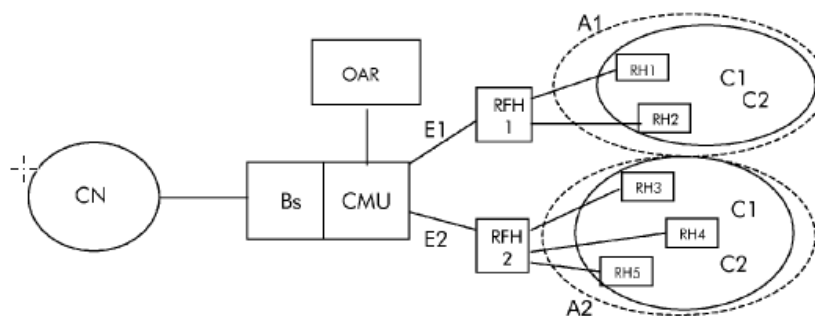 A1
OAR
RH1
C1
C2
RFH
1
E1
RH2
CN
Bs
CMU
RH3
C1
E2
RFH
2
RH4
C2
RH5
A2